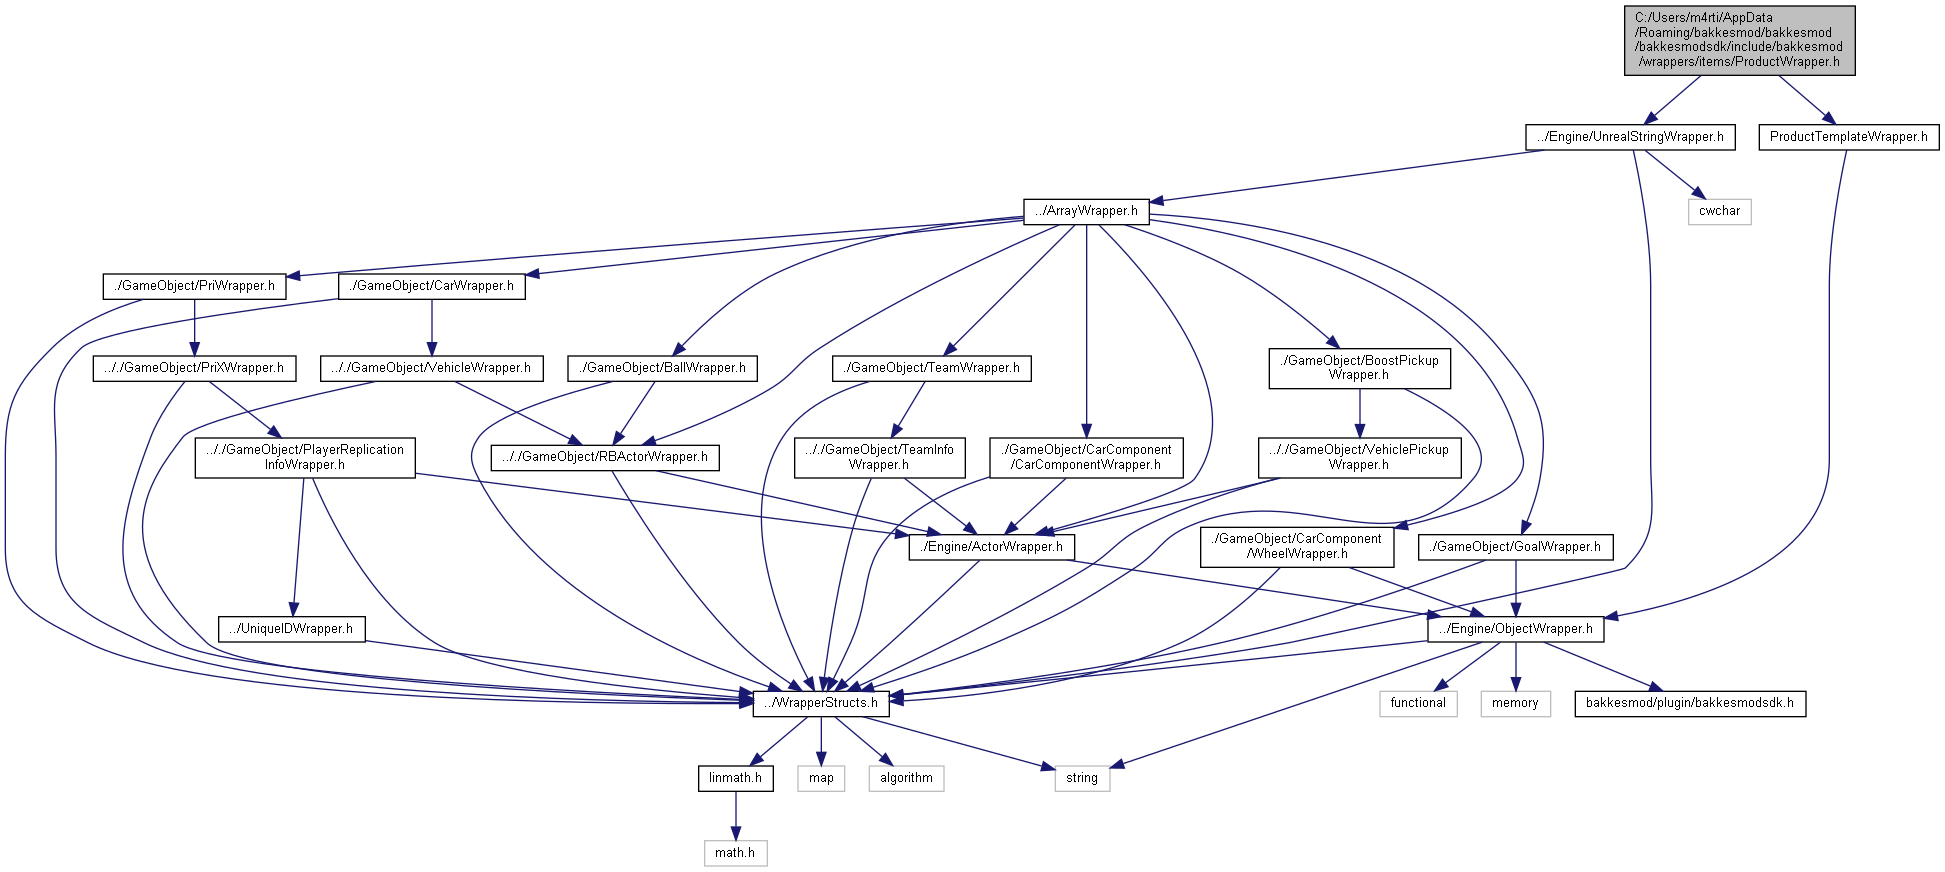 C:/Users/m4rti/AppData
/Roaming/bakkesmod/bakkesmod
/bakkesmodsdk/include/bakkesmod
/wrappers/items/ProductWrapper.h
../Engine/UnrealStringWrapper.h
ProductTemplateWrapper.h
../ArrayWrapper.h
cwchar
./GameObject/PriWrapper.h
./GameObject/CarWrapper.h
.././GameObject/PriXWrapper.h
.././GameObject/VehicleWrapper.h
./GameObject/BallWrapper.h
./GameObject/TeamWrapper.h
./GameObject/BoostPickup
Wrapper.h
.././GameObject/PlayerReplication
InfoWrapper.h
.././GameObject/RBActorWrapper.h
.././GameObject/TeamInfo
Wrapper.h
./GameObject/CarComponent
/CarComponentWrapper.h
.././GameObject/VehiclePickup
Wrapper.h
./Engine/ActorWrapper.h
./GameObject/CarComponent
/WheelWrapper.h
./GameObject/GoalWrapper.h
../UniqueIDWrapper.h
../Engine/ObjectWrapper.h
../WrapperStructs.h
functional
memory
bakkesmod/plugin/bakkesmodsdk.h
linmath.h
map
algorithm
string
math.h